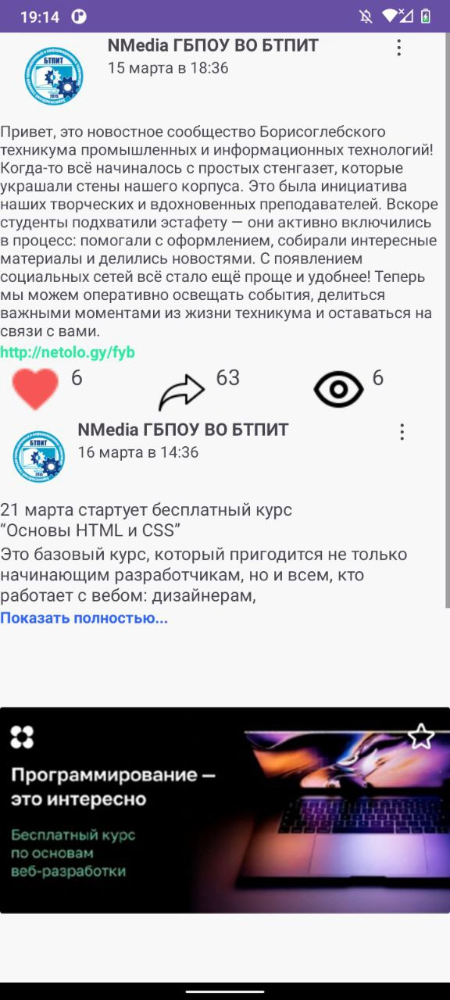 19:14
NMedia ГБПОУ ВО БТПИТ
15 марта в 18:36
БТПИТ
Привет, это новостное сообщество Борисоглебского
техникума промышленных и информационных технологий!
Когда-то всё начиналось с простых стенгазет, которые
украшали стены нашего корпуса. Это была инициатива
наших творческих и вдохновенных преподавателей. Вскоре
студенты подхватили эстафету — они активно включились
в процесс: помогали с оформлением, собирали интересные
материалы и делились новостями. С появлением
социальных сетей всё стало ещё проще и удобнее! Теперь
мы можем оперативно освещать события, делиться
важными моментами из жизни техникума и оставаться на
связи с вами.
http://netolo.gy/fyb
6 63 6
NMedia ГБПОУ ВО БТПИТ
16 марта в 14:36
БТПИТ
21 марта стартует бесплатный курс
“Основы HTML и CSS”
Это базовый курс, который пригодится не только
начинающим разработчикам, но и всем, кто
работает с вебом: дизайнерам,
Показать полностью...
Программирование —
это интересно
Бесплатный курс
по основам
веб-разработки